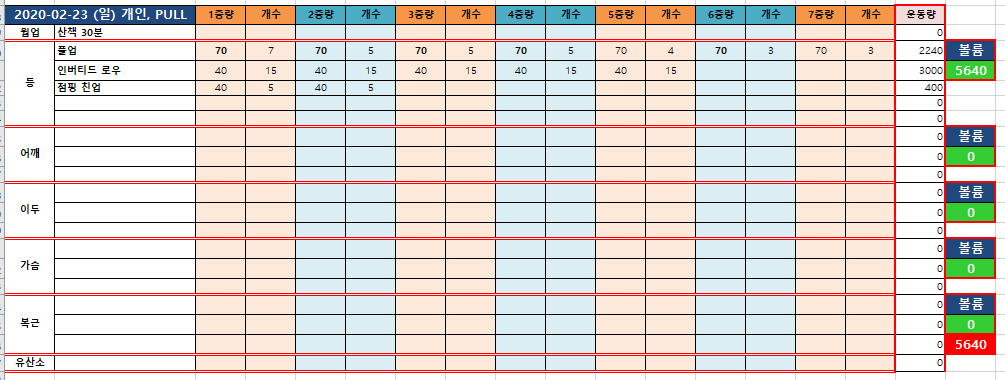 2020-02-23 (일) 개인, PULL 1중량 개수 2중량 개수 3중량 개수 4중량 개수 5중량 개수 6중량 개수 7중량 개수 운동량
웜업 산책 30분 0
풀업 70 7 70 5 70 5 70 5 70 4 70 3 70 3 2240 볼륨
인버티드 로우 40 15 40 15 40 15 40 15 40 15 3000 5640
등 점핑 친업 40 5 40 5 400
0
0
0 볼륨
어깨 0 0
0
0 볼륨
이두 0 0
0
0 볼륨
가슴 0 0
0
0 볼륨
복근 0 0
0 5640
유산소 0